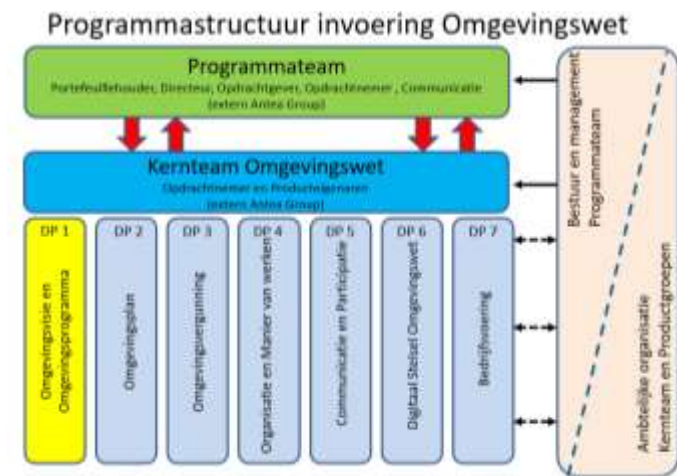 Programmastructuur invoering Omgevingswet
Programmateam
Portefeuillehouder, Directeur, Opdrachtgever, Opdrachtnemer , Communicatie
(extern Antea Group)
Kernteam Omgevingswet
Opdrachtnemer en Producteigenaren
(extern Antea Group)
DP 1
Omgevingsvisie en
Omgevingsprogramma
DP 2
Omgevingsplan
DP 3
Omgevingsvergunning
DP 4
Organisatie en Manier van werken
DP 5
Communicatie en Participatie
DP 6
Digitaal Stelsel Omgevingswet
DP 7
Bedrijfsvoering
Bestuur en management
Programmateam
Ambtelijke organisatie
Kernteam en Productgroepen